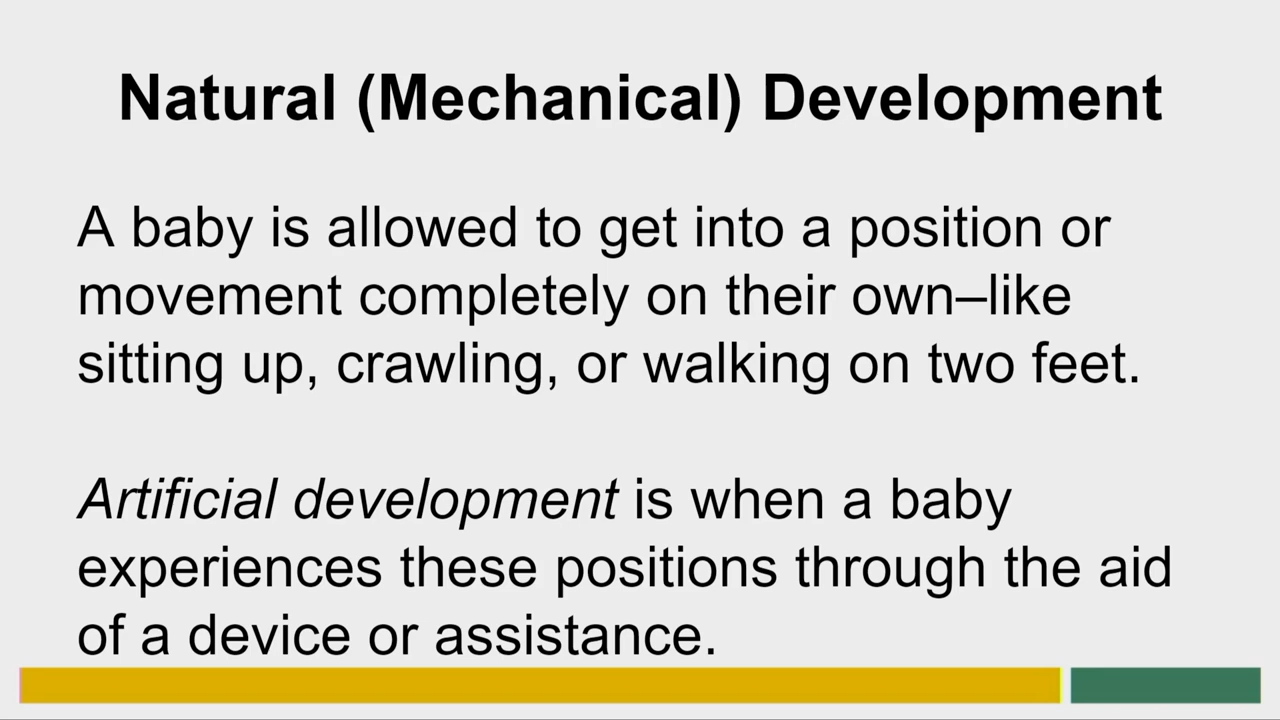 Natural (Mechanical) Development
A baby is allowed to get into a position or
movement completely on their own–like
sitting up, crawling, or walking on two feet.
Artificial development is when a baby
experiences these positions through the aid
of a device or assistance.